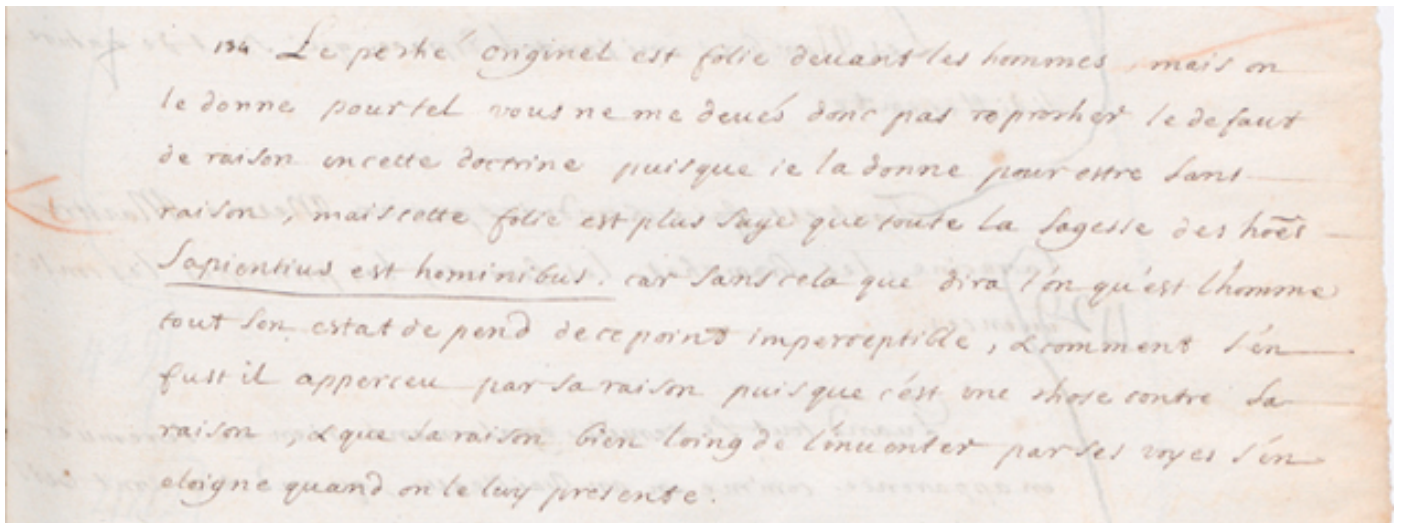 134 Le peché originel est folie deuant les hommes, mais on
le donne pour tel vous ne me deués donc pas reprocher le defaut
de raison en cette doctrine puisque ie la donne pour estre sans
raison, mais cette folie est plus sage que toute la sagesse des hoēs
Sapientius est hominibus. car sans cela que dira l'on qu'est l'homme
tout son estat depend de ce point imperceptible, & comment s'en
fust il apperceu par sa raison puisque c'est vne chose contre sa
raison, & que sa raison bien loing de l'inuenter par ses voyes s'en
eloigne quand on le luy presente.